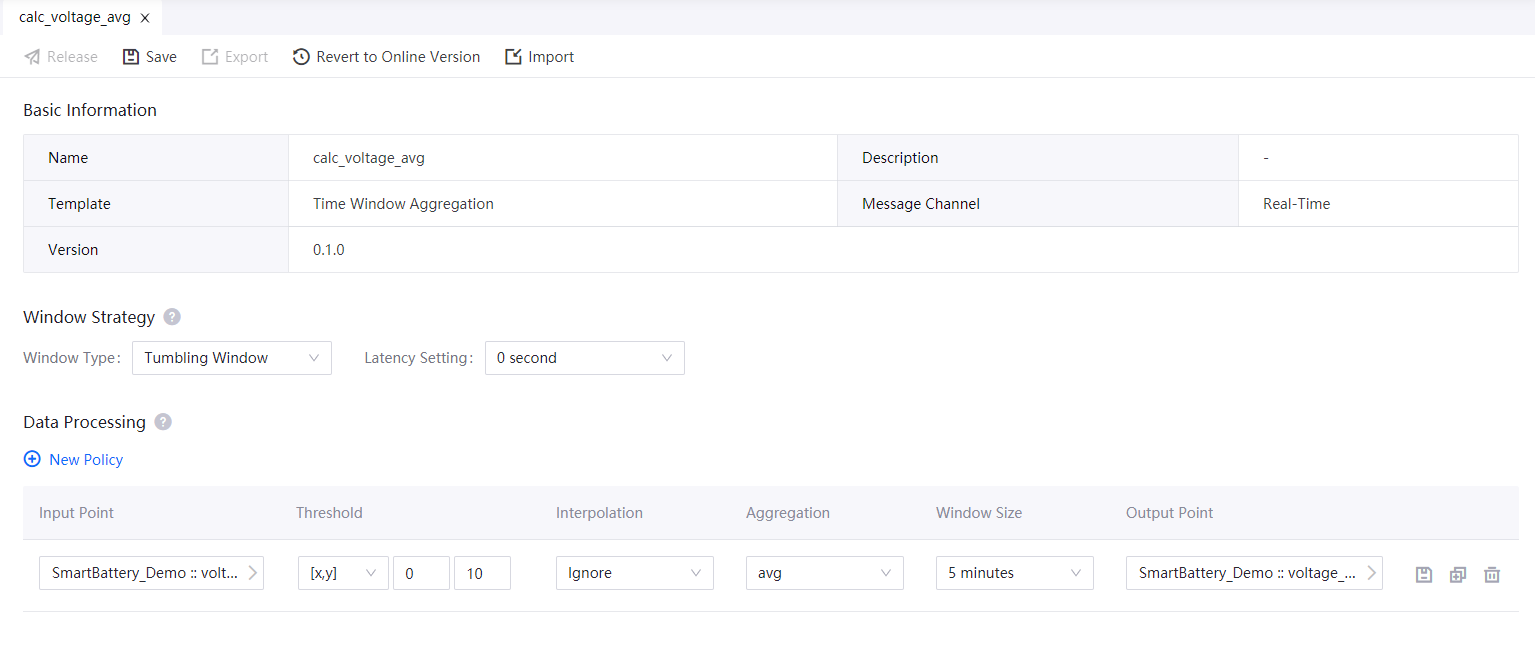 calc_voltage_avg
Release Save Export Revert to Online Version Import
Basic Information
Name calc_voltage_avg Description -
Template Time Window Aggregation Message Channel Real-Time
Version 0.1.0
Window Strategy ?
Window Type: Tumbling Window Latency Setting: 0 second
Data Processing ?
New Policy
Input Point Threshold Interpolation Aggregation Window Size Output Point
SmartBattery_Demo :: volt... [x,y] 0 10 Ignore avg 5 minutes SmartBattery_Demo :: voltage_...